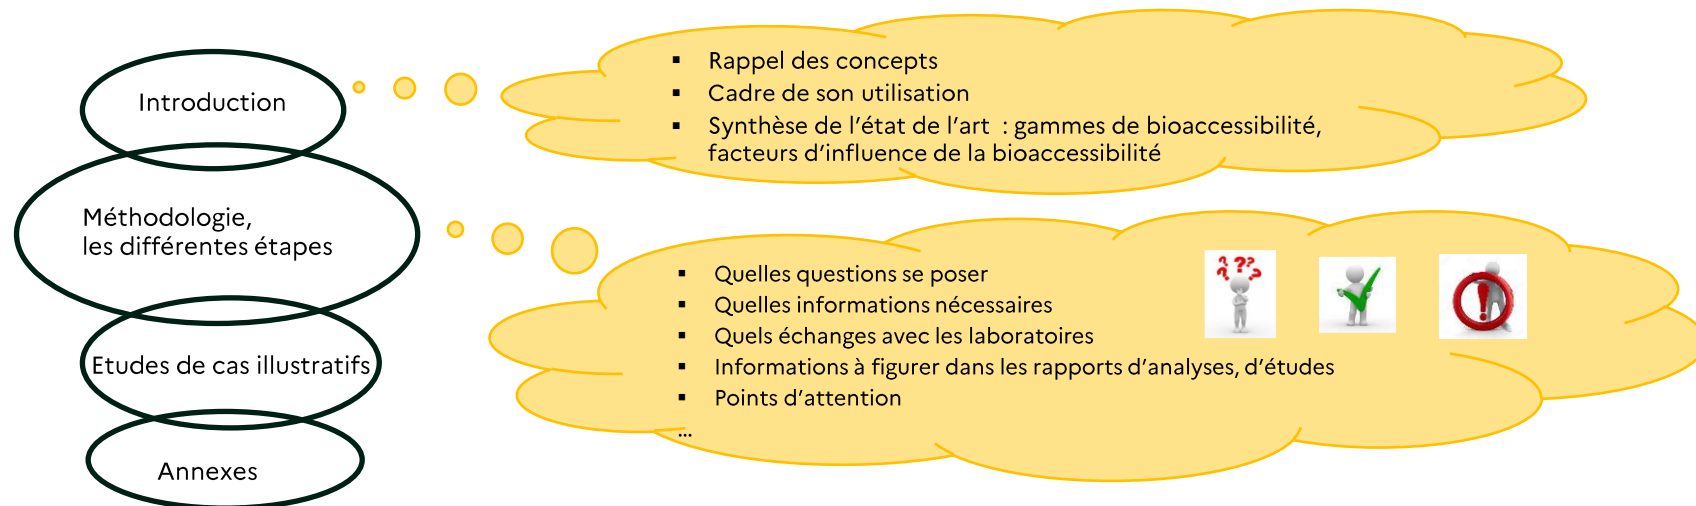 Introduction
▪ Rappel des concepts
▪ Cadre de son utilisation
▪ Synthèse de l'état de l'art : gammes de bioaccessibilité,
facteurs d'influence de la bioaccessibilité
Méthodologie,
les différentes étapes
▪ Quelles questions se poser
▪ Quelles informations nécessaires
▪ Quels échanges avec les laboratoires
▪ Informations à figurer dans les rapports d'analyses, d'études
▪ Points d'attention
...
????
!
Etudes de cas illustratifs
Annexes